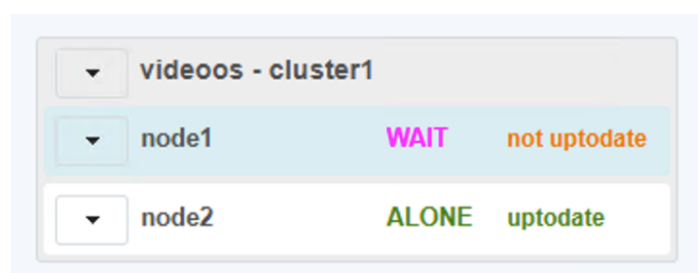 videoos - cluster1
node1 WAIT not uptodate
node2 ALONE uptodate